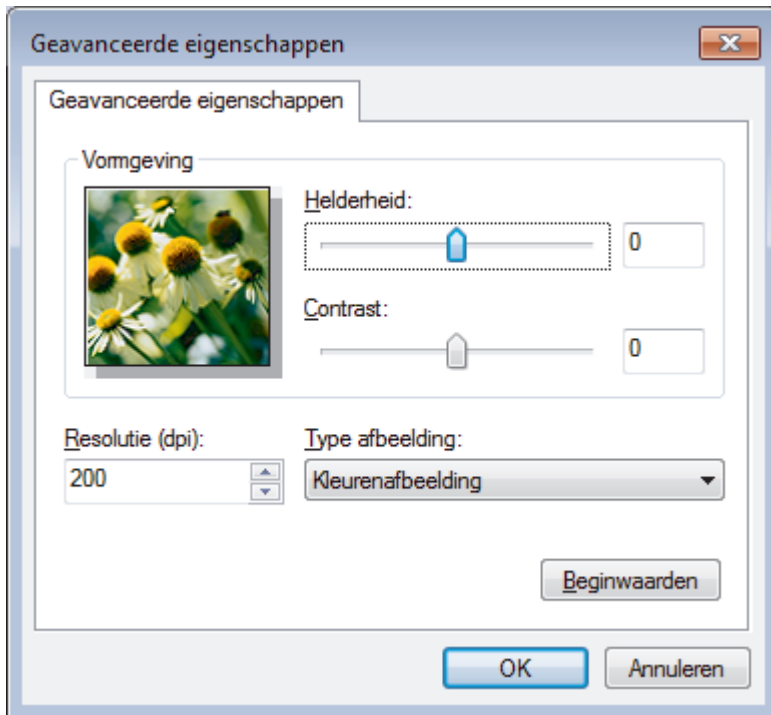 Geavanceerde eigenschappen
Geavanceerde eigenschappen
Vormgeving
Helderheid:
0
Contrast:
0
Resolutie (dpi):
Type afbeelding:
200
Kleurenafbeelding
Beginwaarden
OK
Annuleren